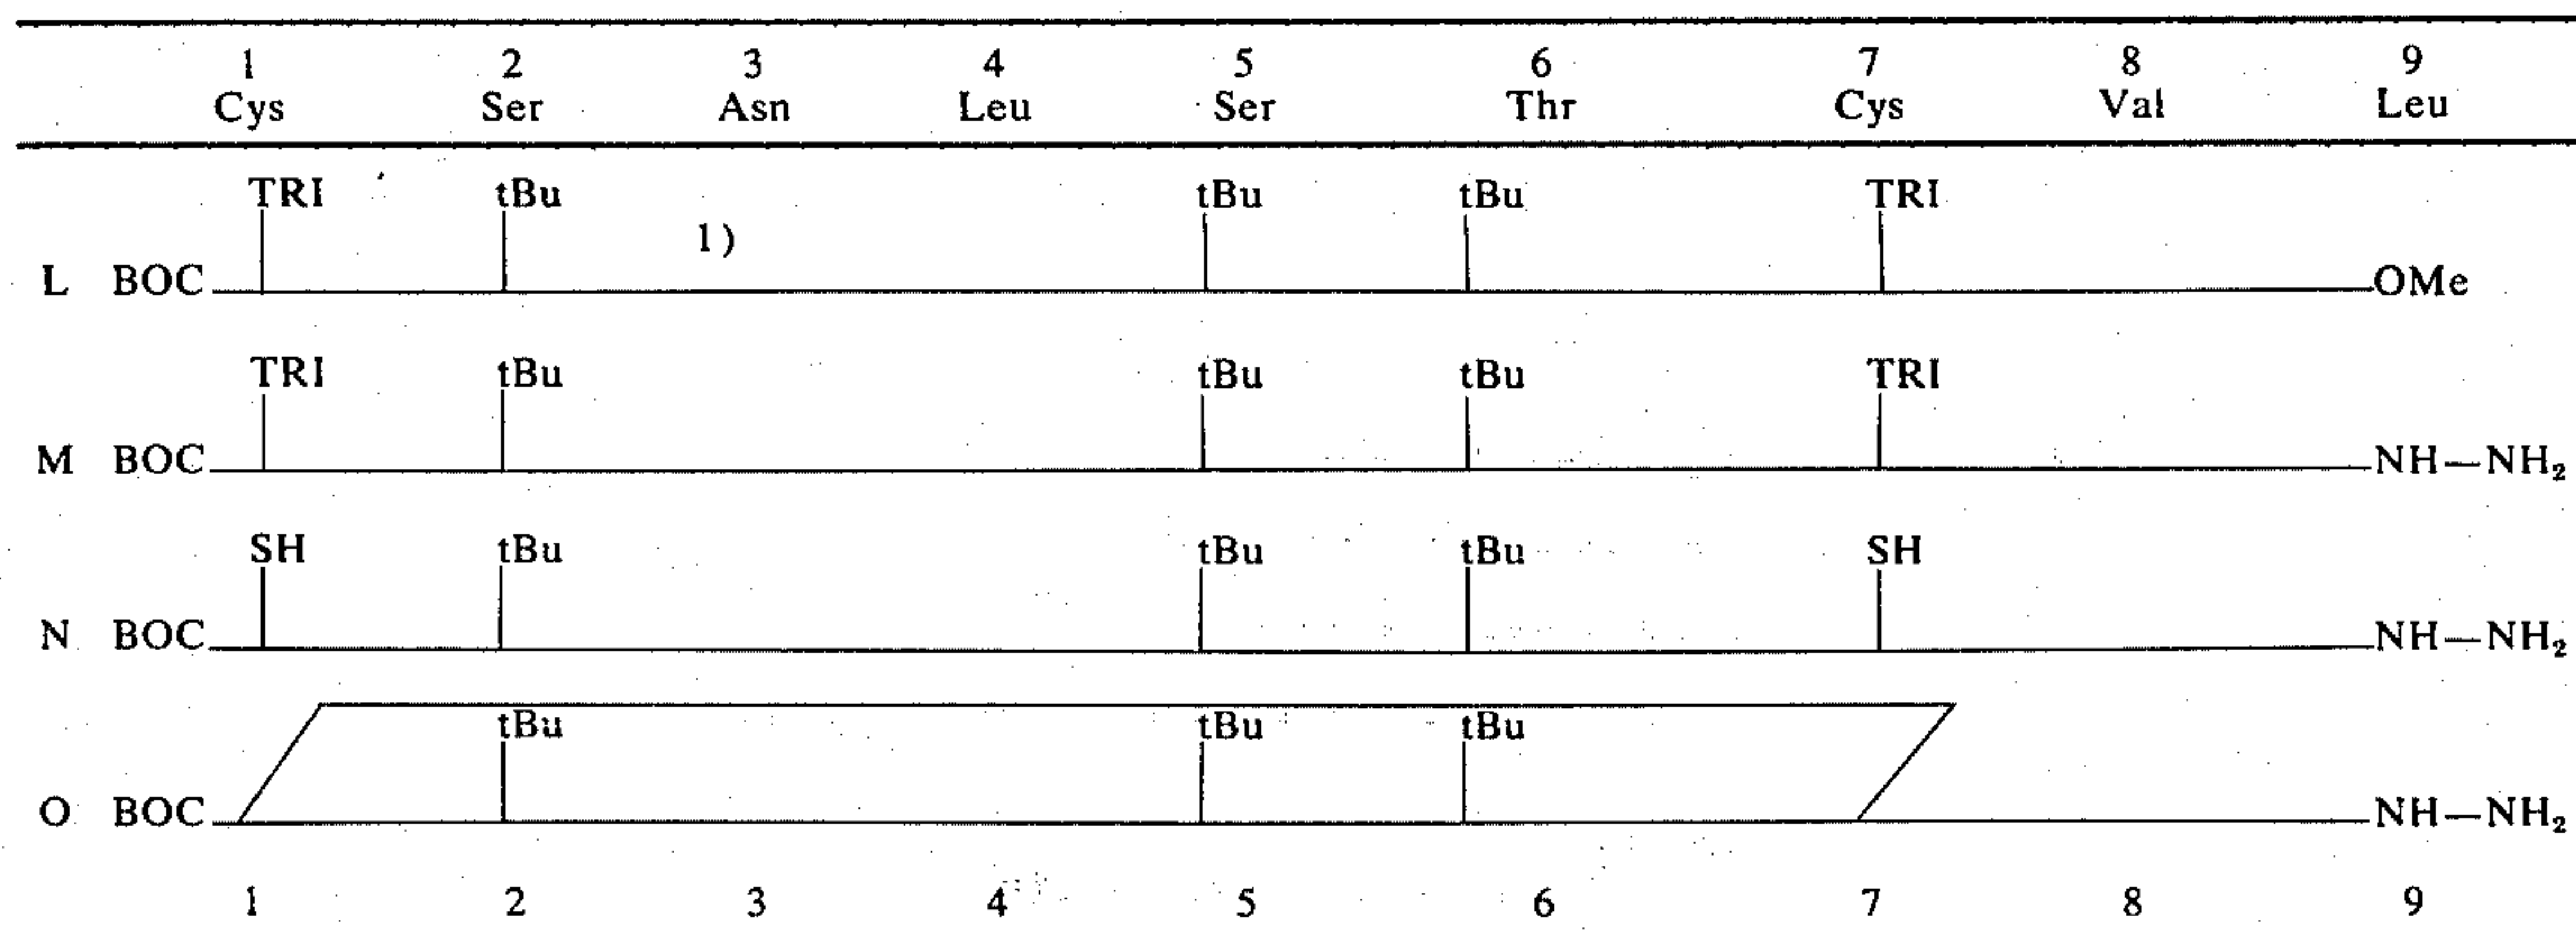 1 2 3 4 5 6 7 8 9
Cys Ser Asn Leu Ser Thr Cys Val Leu
TRI tBu tBu tBu TRI
1)
L BOC OMe
TRI tBu tBu tBu TRI
M BOC NH—NH₂
SH tBu tBu tBu SH
N BOC NH—NH₂
tBu tBu tBu
O BOC NH—NH₂
1 2 3 4 5 6 7 8 9